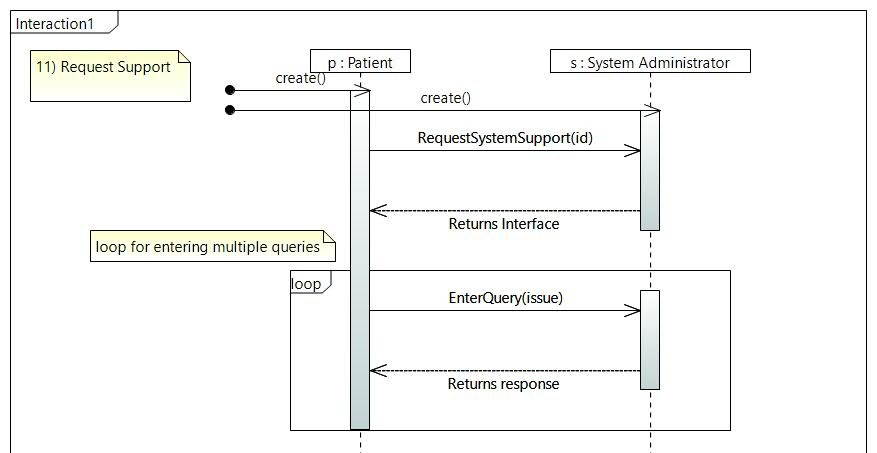 Interaction1
11) Request Support
p : Patient
s : System Administrator
create()
create()
RequestSystemSupport(id)
Returns Interface
loop for entering multiple queries
loop
EnterQuery(issue)
Returns response